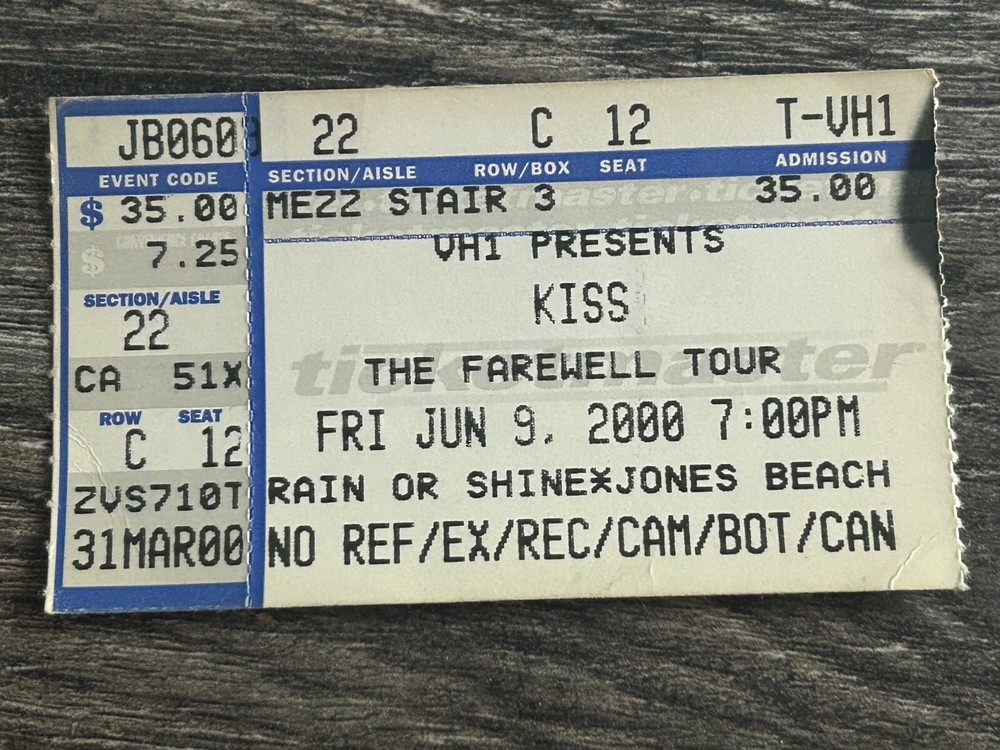 JB0609 22 C 12 T-VH1
EVENT CODE SECTION/AISLE ROW/BOX SEAT ADMISSION
$ 35.00 MEZZ STAIR 3 35.00
$ 7.25 VH1 PRESENTS
SECTION/AISLE KISS
22
CA 51X THE FAREWELL TOUR
ticketmaster
ROW SEAT
C 12 FRI JUN 9, 2000 7:00PM
ZVS710T RAIN OR SHINE*JONES BEACH
31MAR00 NO REF/EX/REC/CAM/BOT/CAN